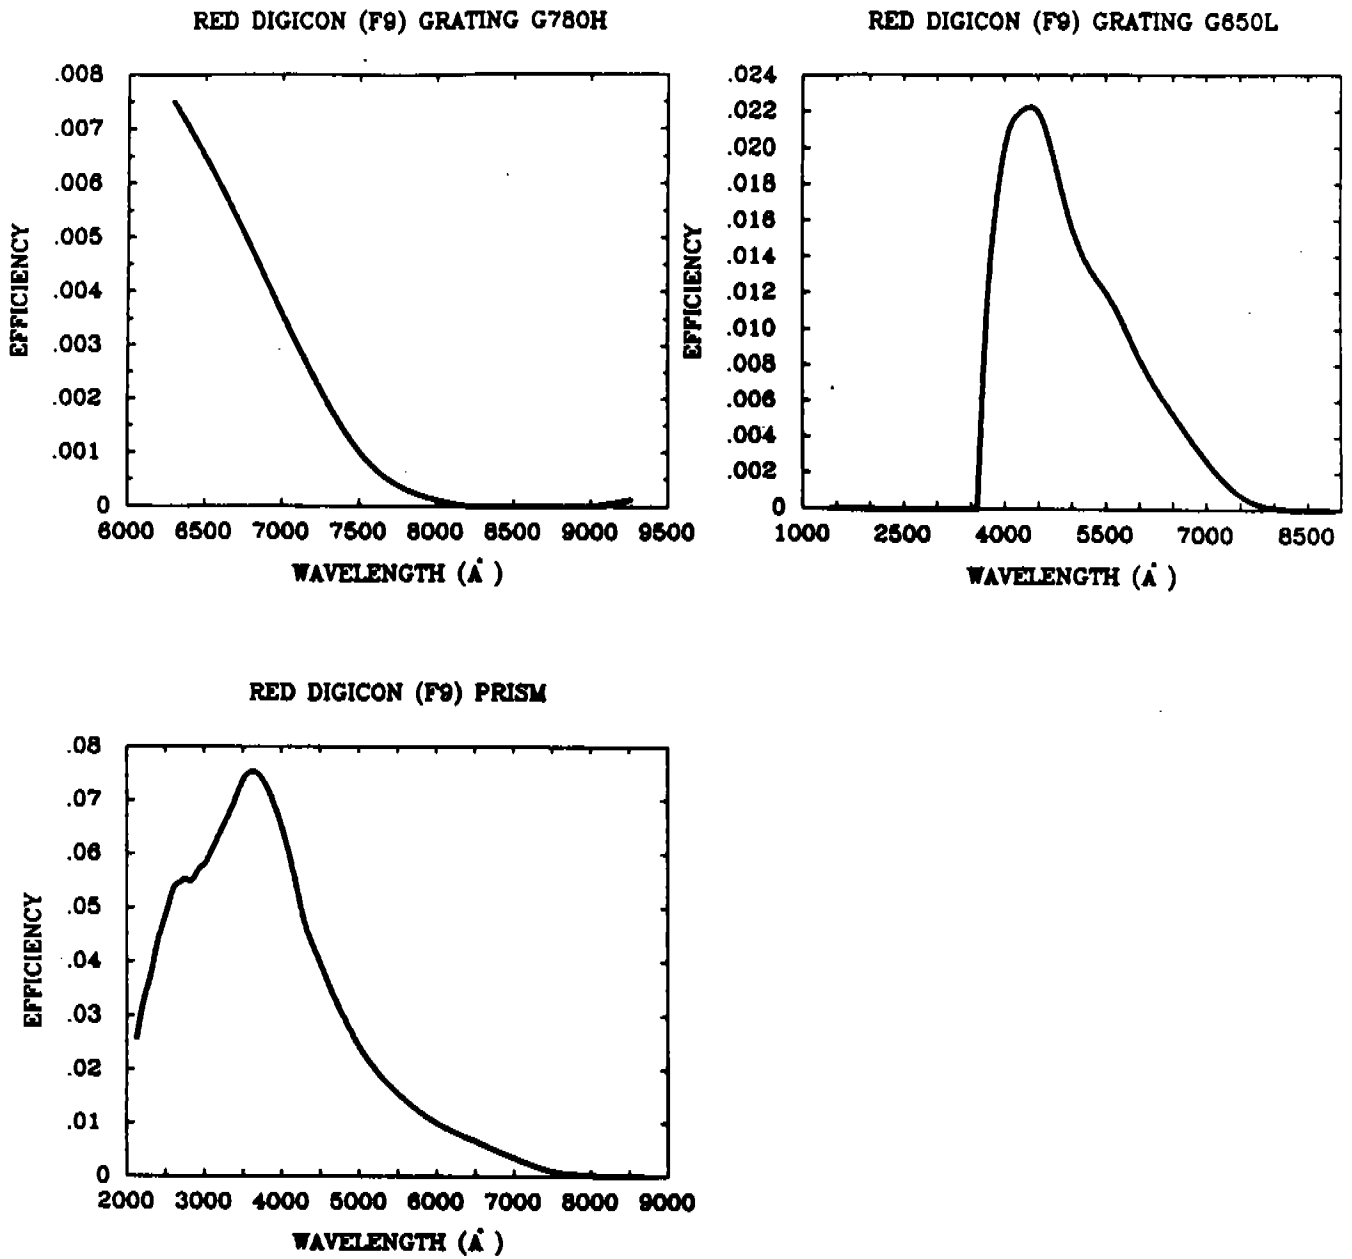 RED DIGICON (F9) GRATING G780H
.008
.007
.006
.005
.004
.003
.002
.001
0
EFFICIENCY
6000 6500 7000 7500 8000 8500 9000 9500
WAVELENGTH (Å)
RED DIGICON (F9) GRATING G650L
.024
.022
.020
.018
.016
.014
.012
.010
.008
.006
.004
.002
0
EFFICIENCY
1000 2500 4000 5500 7000 8500
WAVELENGTH (Å)
RED DIGICON (F9) PRISM
.08
.07
.06
.05
.04
.03
.02
.01
0
EFFICIENCY
2000 3000 4000 5000 6000 7000 8000 9000
WAVELENGTH (Å)